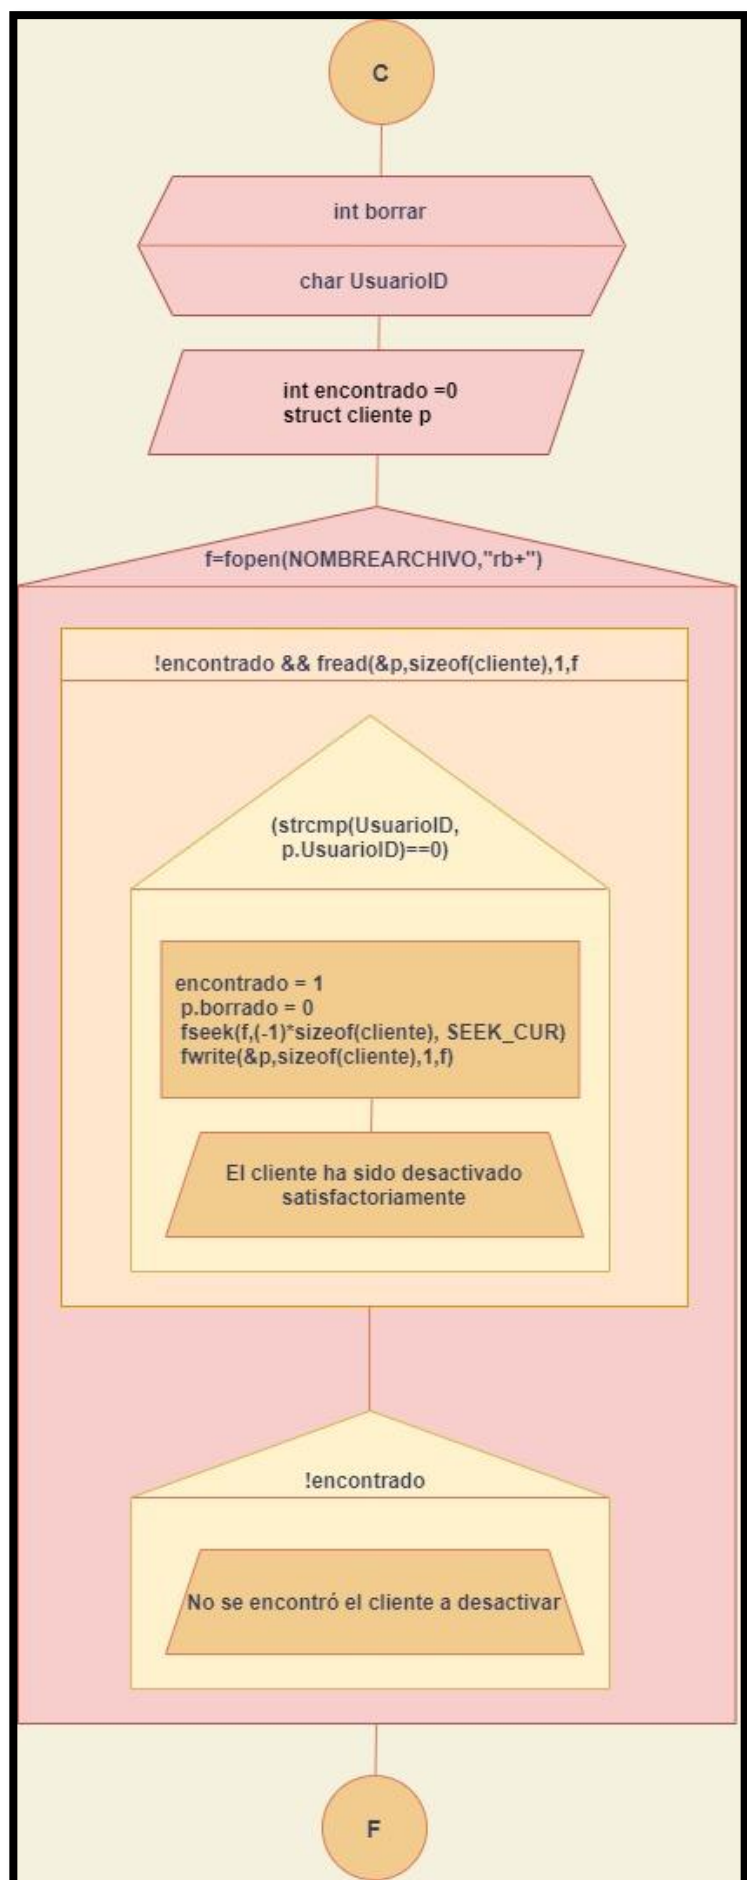 C
int borrar
char UsuarioID
int encontrado =0
struct cliente p
f=fopen(NOMBREARCHIVO,"rb+")
!encontrado && fread(&p,sizeof(cliente),1,f
(strcmp(UsuarioID,
p.UsuarioID)==0)
encontrado = 1
p.borrado = 0
fseek(f,(-1)*sizeof(cliente), SEEK_CUR)
fwrite(&p,sizeof(cliente),1,f)
El cliente ha sido desactivado
satisfactoriamente
!encontrado
No se encontró el cliente a desactivar
F